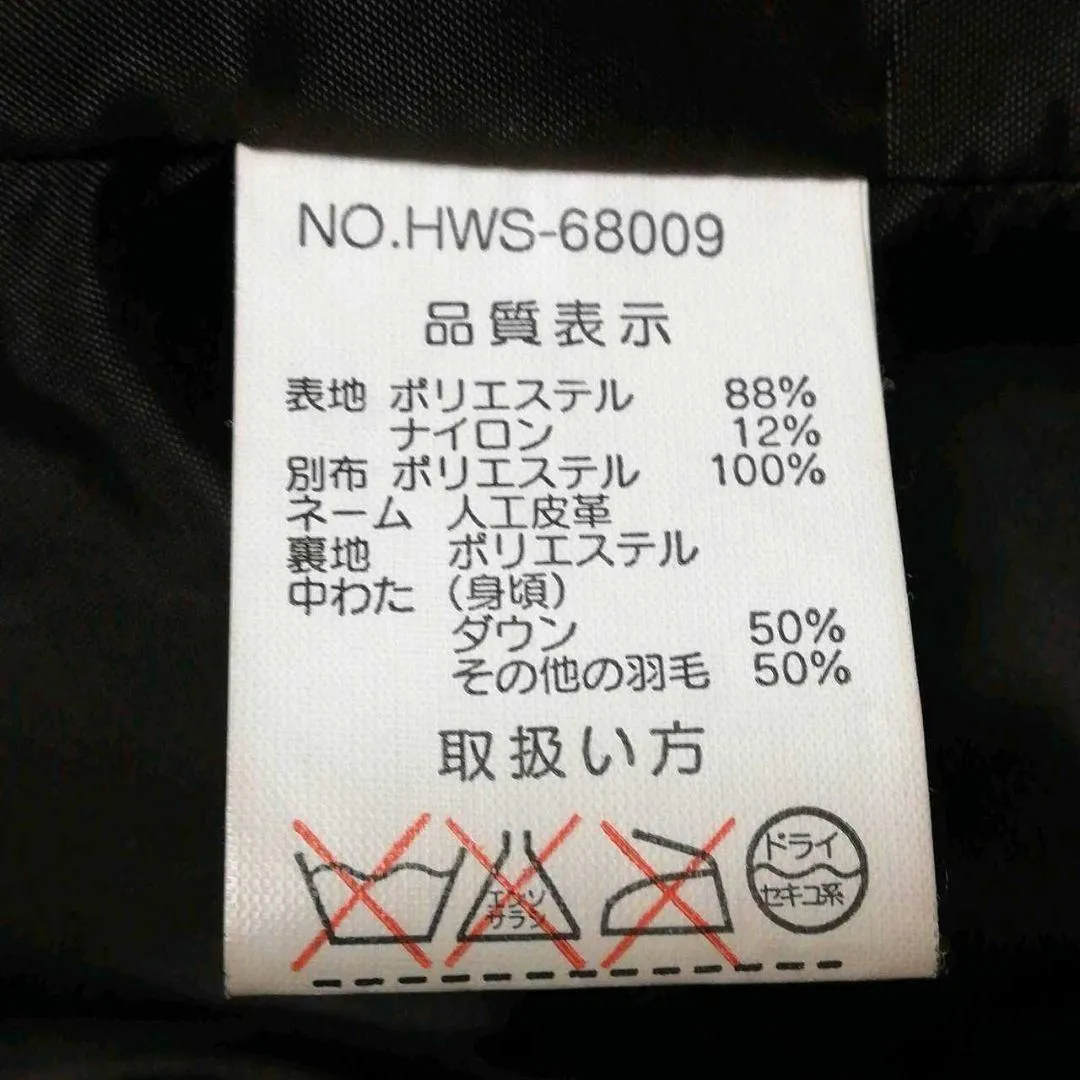 NO.HWS-68009
品質表示
表地 ポリエステル 88%
ナイロン 12%
別布 ポリエステル 100%
ネーム 人工皮革
裏地 ポリエステル
中わた (身頃)
ダウン 50%
その他の羽毛 50%
取扱い方
エンソ
サラシ
ドライ
セキユ系